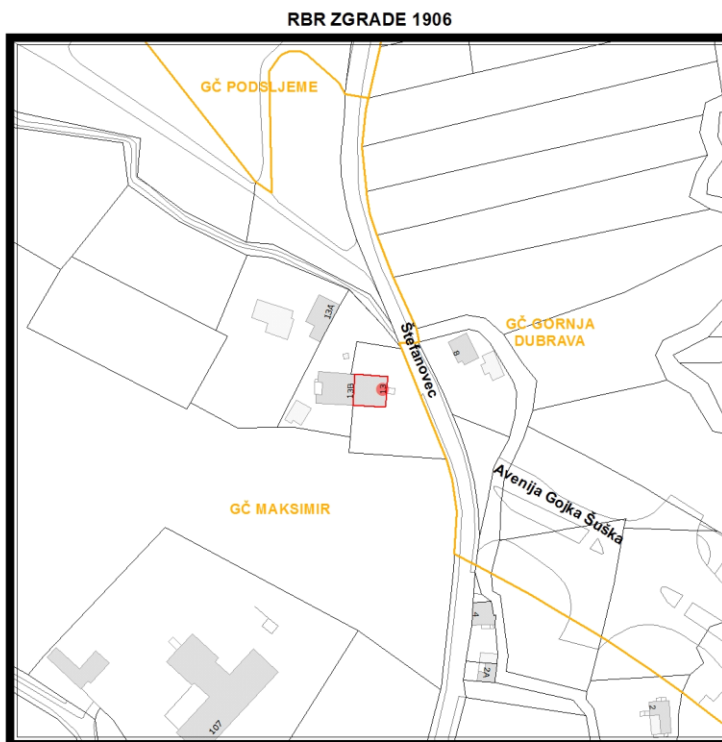 RBR ZGRADE 1906
GČ PODSLJEME
13A
Štefanovec
GČ GORNJA
DUBRAVA
8
13B
13
Avenija Gojka Šuška
GČ MAKSIMIR
4
2A
2
107